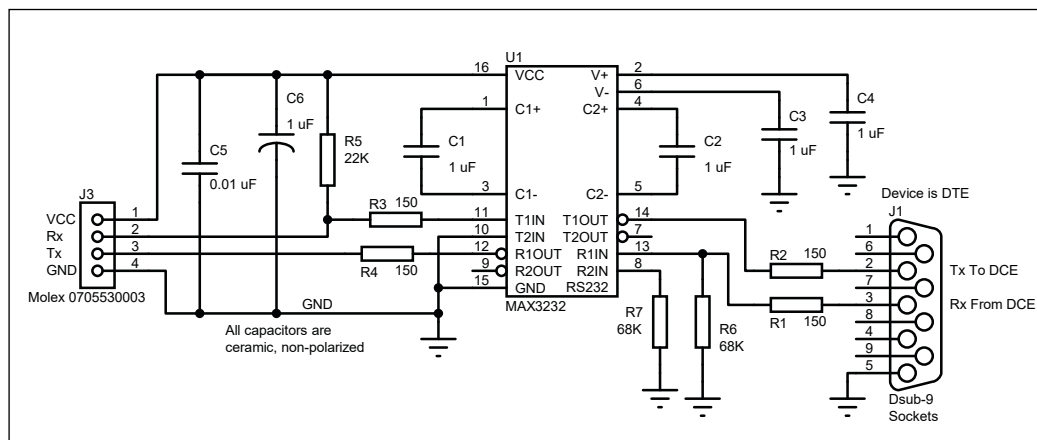 U1
16
VCC
V+
2
V-
6
1
C1+
C2+
4
C6
1 uF
C1
1 uF
C2
1 uF
C3
1 uF
C4
1 uF
R5
22K
C5
0.01 uF
3
C1-
C2-
5
J3
VCC
1
Rx
2
Tx
3
GND
4
Molex 0705530003
R3
150
R4
150
11
T1IN
T1OUT
14
10
T2IN
T2OUT
7
12
R1OUT
R1IN
13
9
R2OUT
R2IN
8
15
GND
RS232
MAX3232
GND
All capacitors are
ceramic, non-polarized
R7
68K
R6
68K
R2
150
R1
150
Device is DTE
J1
1
6
2
Tx To DCE
7
3
Rx From DCE
8
4
9
5
Dsub-9
Sockets